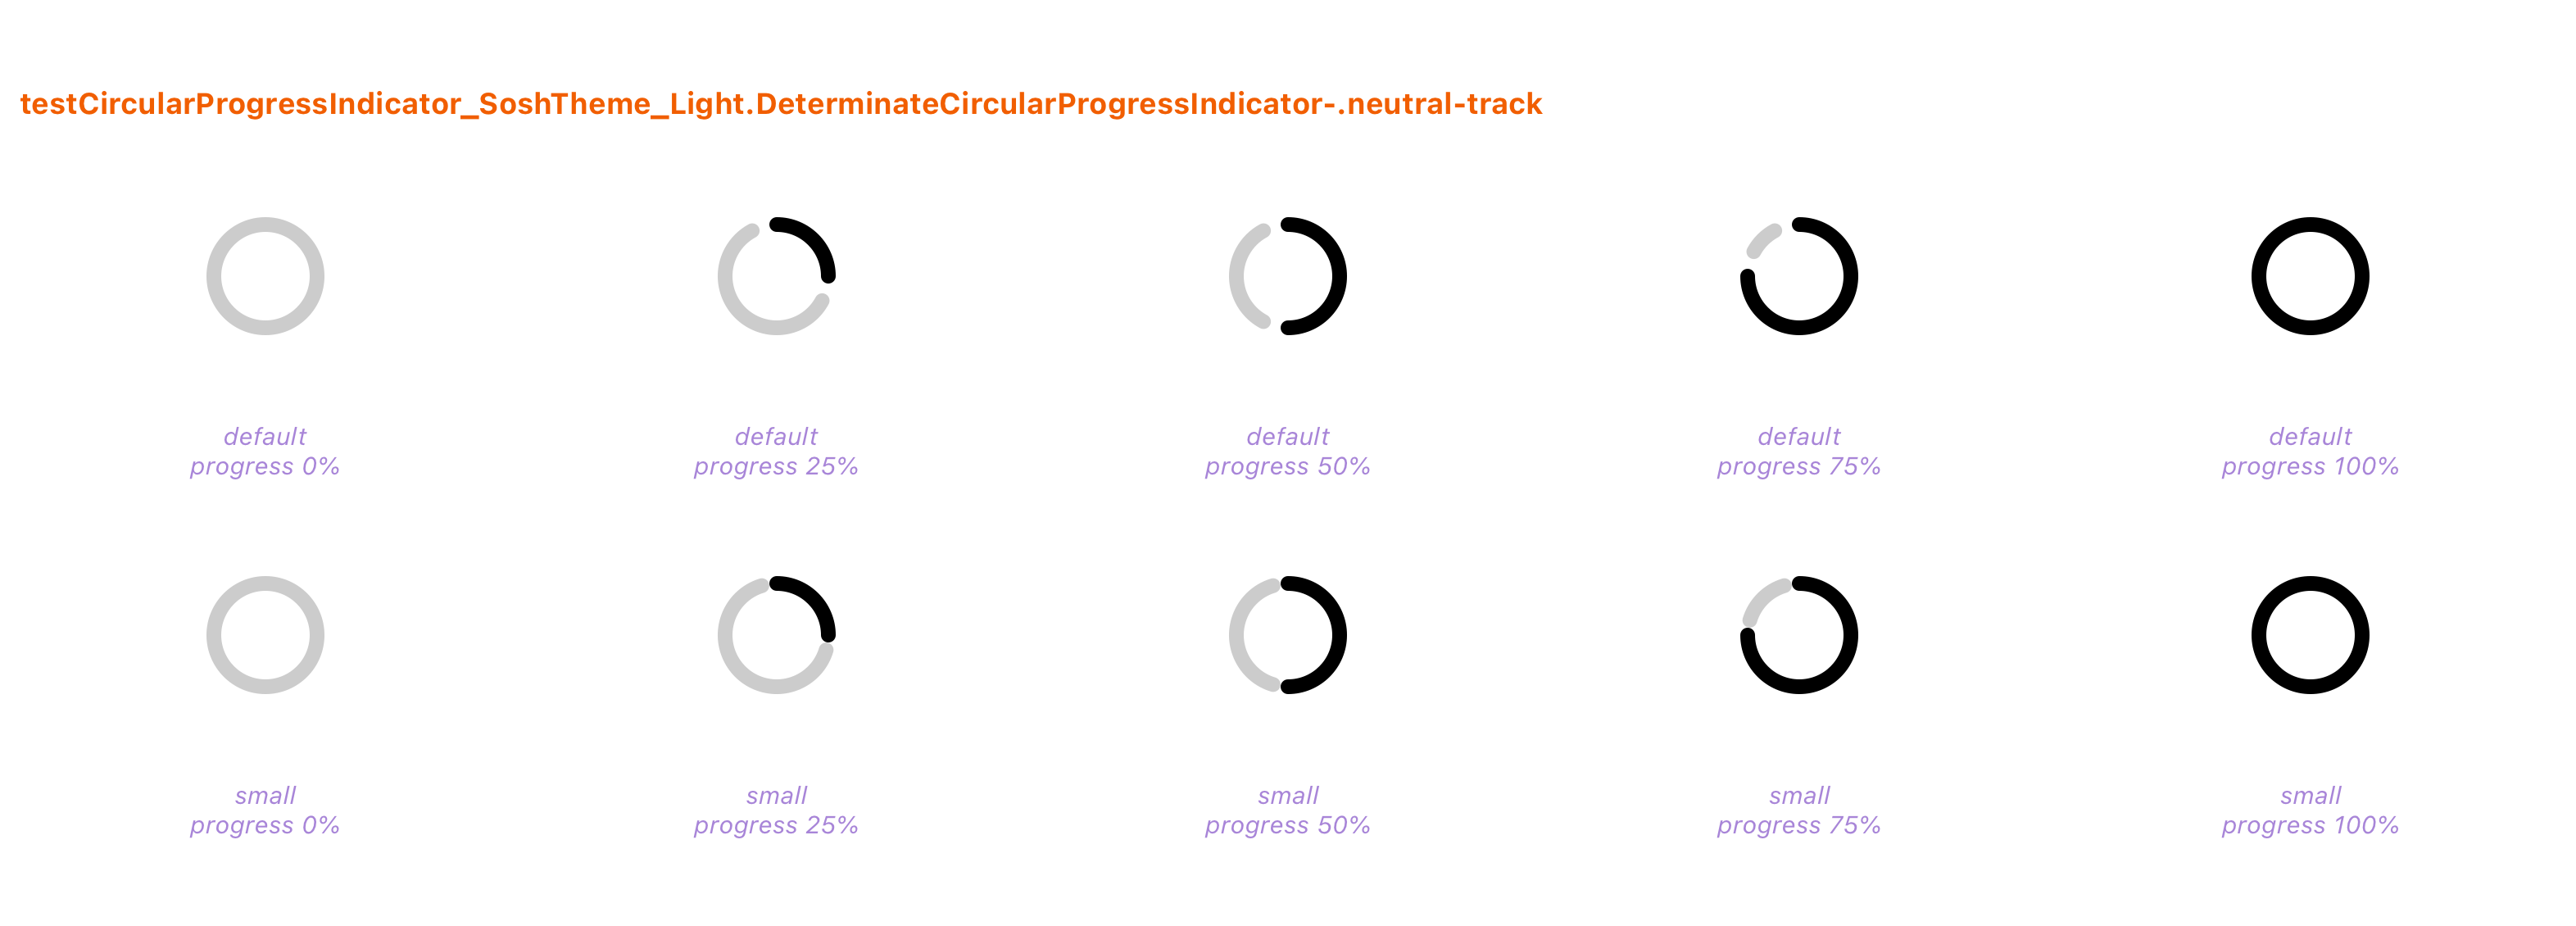 testCircularProgressIndicator_SoshTheme_Light.DeterminateCircularProgressIndicator-.neutral-track
default
progress 0%
default
progress 25%
default
progress 50%
default
progress 75%
default
progress 100%
small
progress 0%
small
progress 25%
small
progress 50%
small
progress 75%
small
progress 100%